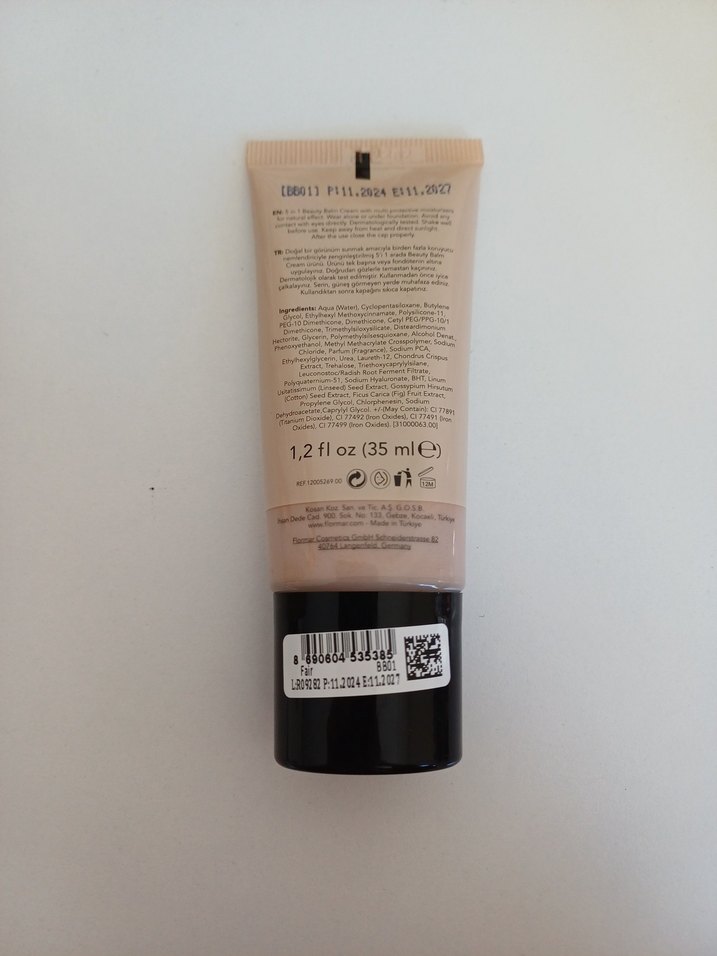 [BB01] P:11.2024 E:11.2027
EN: 5 in 1 Beauty Balm Cream with multi protective moisturizers
for natural effect. Wear alone or under foundation. Avoid any
contact with eyes directly. Dermatologically tested. Shake well
before use. Keep away from heat and direct sunlight.
After the use close the cap properly.
TR: Doğal bir görünüm sunmak amacıyla birden fazla koruyucu
nemlendiriciyle zenginleştirilmiş 5'i 1 arada Beauty Balm
Cream ürünü. Ürünü tek başına veya fondötenin altına
uygulayınız. Doğrudan gözlerle temastan kaçınınız.
Dermatolojik olarak test edilmiştir. Kullanmadan önce iyice
çalkalayınız. Serin, güneş görmeyen yerde muhafaza ediniz.
Kullandıktan sonra kapağını sıkıca kapatınız.
Ingredients: Aqua (Water), Cyclopentasiloxane, Butylene
Glycol, Ethylhexyl Methoxycinnamate, Polysilicone-11,
PEG-10 Dimethicone, Dimethicone, Cetyl PEG/PPG-10/1
Dimethicone, Trimethylsiloxysilicate, Disteardimonium
Hectorite, Glycerin, Polymethylsilsesquioxane, Alcohol Denat.,
Phenoxyethanol, Methyl Methacrylate Crosspolymer, Sodium
Chloride, Parfum (Fragrance), Sodium PCA,
Ethylhexylglycerin, Urea, Laureth-12, Chondrus Crispus
Extract, Trehalose, Triethoxycaprylylsilane,
Leuconostoc/Radish Root Ferment Filtrate,
Polyquaternium-51, Sodium Hyaluronate, BHT, Linum
Usitatissimum (Linseed) Seed Extract, Gossypium Hirsutum
(Cotton) Seed Extract, Ficus Carica (Fig) Fruit Extract,
Propylene Glycol, Chlorphenesin, Sodium
Dehydroacetate,Caprylyl Glycol. +/-(May Contain): CI 77891
(Titanium Dioxide), CI 77492 (Iron Oxides), CI 77491 (Iron
Oxides), CI 77499 (Iron Oxides). [31000063.00]
1,2 fl oz (35 ml ℮)
REF.12005269.00
12M
Kosan Koz. San. ve Tic. A.Ş. G.O.S.B.
İhsan Dede Cad. 900. Sok. No: 133, Gebze, Kocaeli, Türkiye
www.flormar.com - Made in Türkiye
Flormar Cosmetics GmbH Schneiderstrasse 82
40764 Langenfeld, Germany
8 690604 535385
Fair BB01
L:R09282 P:11.2024 E:11.2027